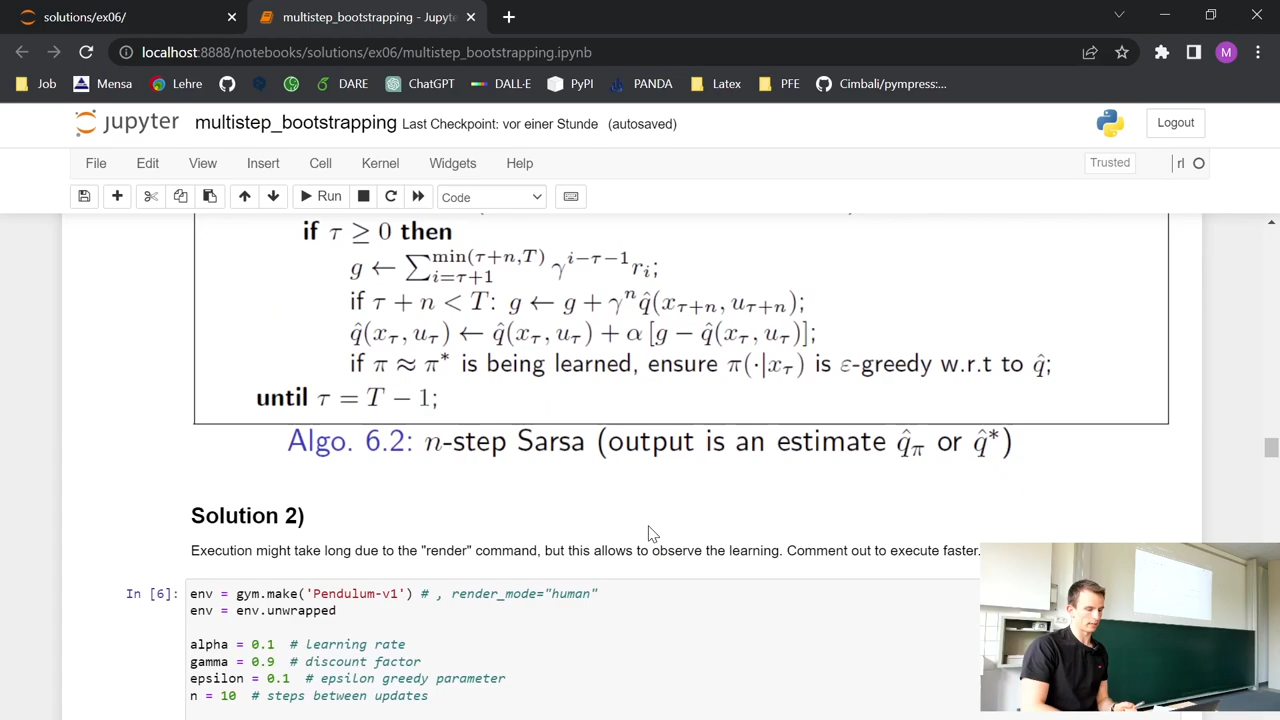 solutions/ex06/
multistep_bootstrapping - Jupyte
localhost:8888/notebooks/solutions/ex06/multistep_bootstrapping.ipynb
M
Job Mensa Lehre DARE ChatGPT DALL-E PyPI PANDA Latex PFE Cimbali/pympress:...
jupyter multistep_bootstrapping Last Checkpoint: vor einer Stunde (autosaved) Logout
File Edit View Insert Cell Kernel Widgets Help Trusted rl
Run Code
if τ ≥ 0 then
g ← ∑_{i=τ+1}^{min(τ+n,T)} γ^{i−τ−1} r_i;
if τ + n < T: g ← g + γ^n q̂(x_{τ+n}, u_{τ+n});
q̂(x_τ, u_τ) ← q̂(x_τ, u_τ) + α [g − q̂(x_τ, u_τ)];
if π ≈ π* is being learned, ensure π(·|x_τ) is ε-greedy w.r.t to q̂;
until τ = T − 1;
Algo. 6.2: n-step Sarsa (output is an estimate q̂_π or q̂*)
Solution 2)
Execution might take long due to the "render" command, but this allows to observe the learning. Comment out to execute faster.
In [6]: env = gym.make('Pendulum-v1') # , render_mode="human"
env = env.unwrapped
alpha = 0.1 # learning rate
gamma = 0.9 # discount factor
epsilon = 0.1 # epsilon greedy parameter
n = 10 # steps between updates